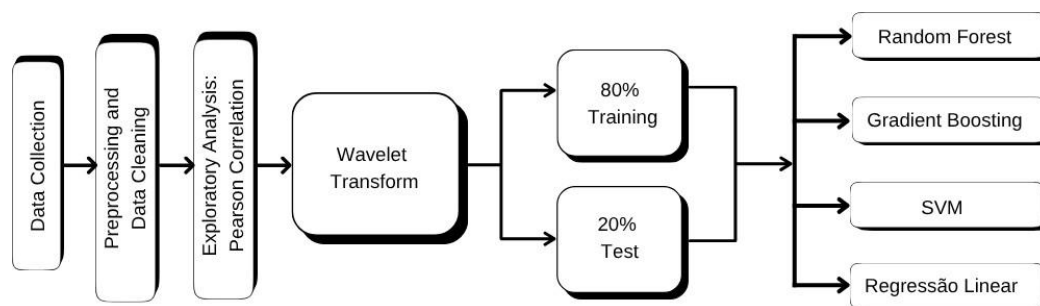 Data Collection
Preprocessing and
Data Cleaning
Exploratory Analysis:
Pearson Correlation
Wavelet
Transform
80%
Training
20%
Test
Random Forest
Gradient Boosting
SVM
Regressão Linear